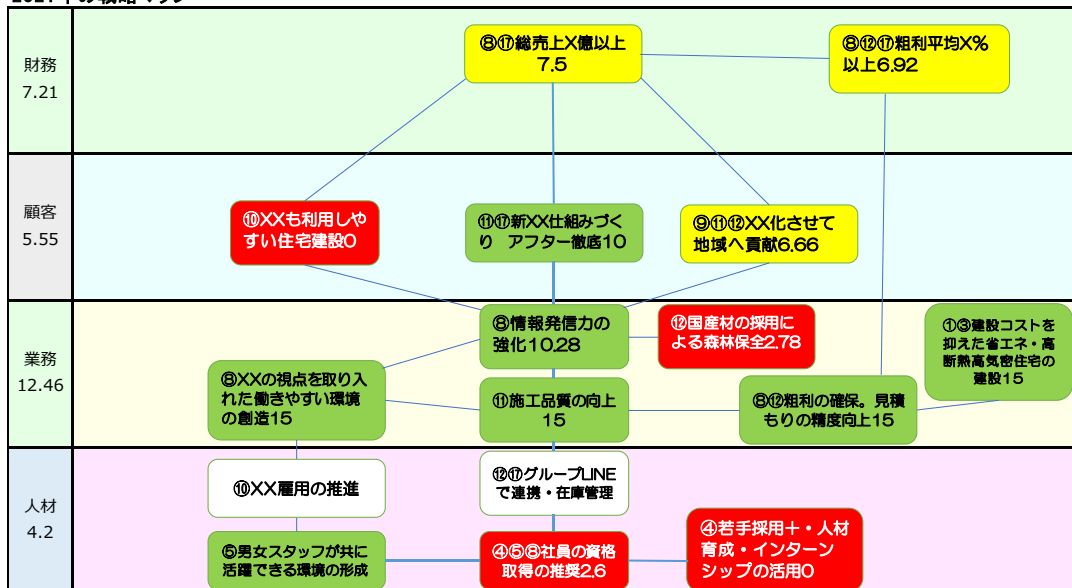 財務
7.21
⑧⑰総売上X億以上
7.5
⑧⑫⑰粗利平均X%
以上6.92
顧客
5.55
⑩XXも利用しや
すい住宅建設0
⑪⑰新XX仕組みづく
り　アフター徹底10
⑨⑪⑫XX化させて
地域へ貢献6.66
業務
12.46
⑧情報発信力の
強化10.28
⑫国産材の採用に
よる森林保全2.78
①③建設コストを
抑えた省エネ・高
断熱高気密住宅の
建設15
⑧XXの視点を取り入
れた働きやすい環境
の創造15
⑪施工品質の向上
15
⑧⑫粗利の確保。見積
もりの精度向上15
人材
4.2
⑩XX雇用の推進
⑫⑰グループLINE
で連携・在庫管理
⑤男女スタッフが共に
活躍できる環境の形成
④⑤⑧社員の資格
取得の推奨2.6
④若手採用＋・人材
育成・インターン
シップの活用0